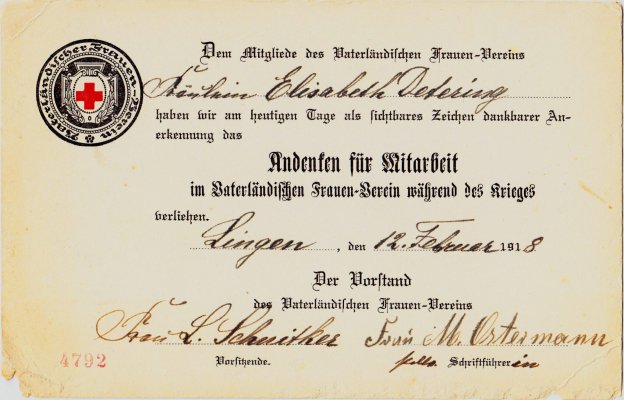 Vaterländischer Frauen-Verein
Dem Mitgliede des Vaterländischen Frauen-Vereins
Fräulein Elisabeth Detering
haben wir am heutigen Tage als sichtbares Zeichen dankbarer An-
erkennung das
Andenken für Mitarbeit
im Vaterländischen Frauen-Verein während des Krieges
verliehen.
Lingen, den 12. Februar 1918
Der Vorstand
des Vaterländischen Frauen-Vereins
Frau L. Schnitker Frau M. Ostermann
4792 Vorsitzende. stellv. Schriftführerin